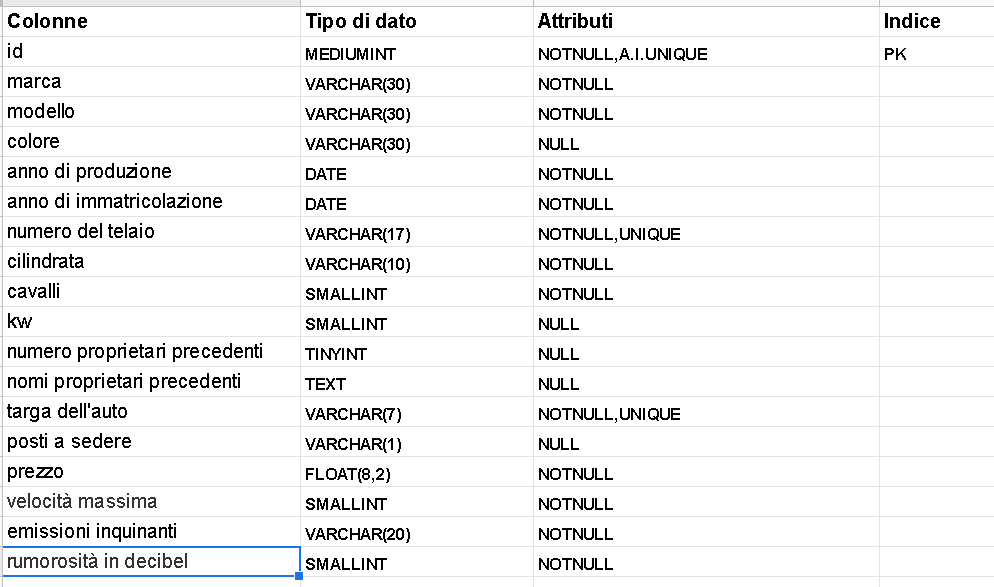 Colonne Tipo di dato Attributi Indice
id MEDIUMINT NOTNULL,A.I.UNIQUE PK
marca VARCHAR(30) NOTNULL
modello VARCHAR(30) NOTNULL
colore VARCHAR(30) NULL
anno di produzione DATE NOTNULL
anno di immatricolazione DATE NOTNULL
numero del telaio VARCHAR(17) NOTNULL,UNIQUE
cilindrata VARCHAR(10) NOTNULL
cavalli SMALLINT NOTNULL
kw SMALLINT NULL
numero proprietari precedenti TINYINT NULL
nomi proprietari precedenti TEXT NULL
targa dell'auto VARCHAR(7) NOTNULL,UNIQUE
posti a sedere VARCHAR(1) NULL
prezzo FLOAT(8,2) NOTNULL
velocità massima SMALLINT NOTNULL
emissioni inquinanti VARCHAR(20) NOTNULL
rumorosità in decibel SMALLINT NOTNULL